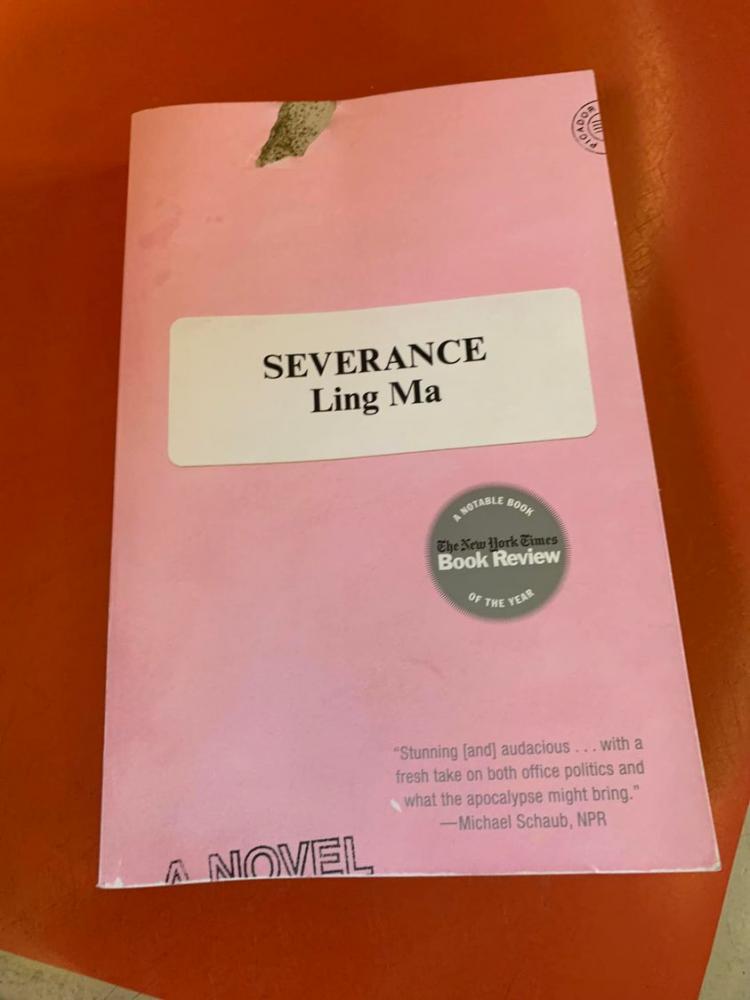 PICADOR
SEVERANCE
Ling Ma
A NOTABLE BOOK
The New York Times
Book Review
OF THE YEAR
“Stunning [and] audacious . . . with a
fresh take on both office politics and
what the apocalypse might bring.”
—Michael Schaub, NPR
A NOVEL